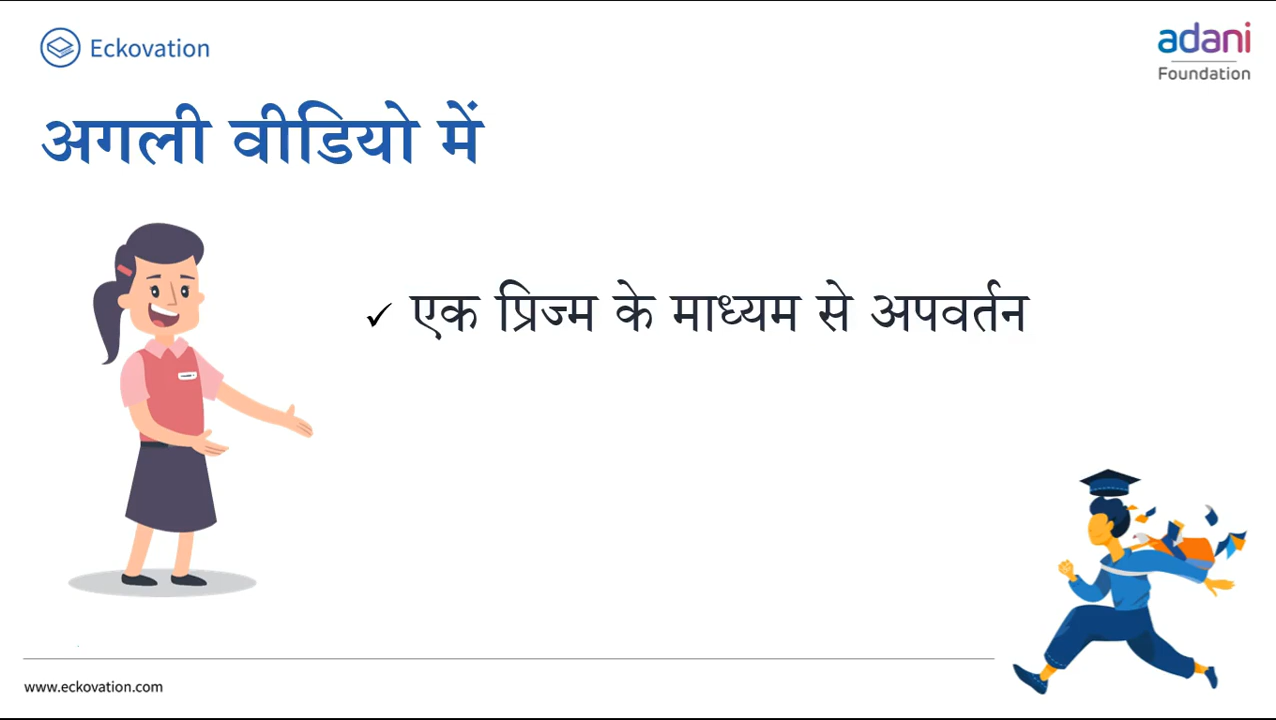 Eckovation
adani
Foundation
अगली वीडियो में
✓ एक प्रिज्म के माध्यम से अपवर्तन
www.eckovation.com